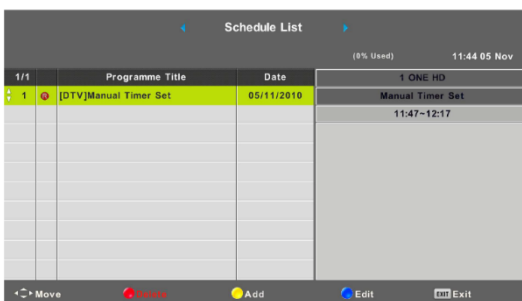 Schedule List
(0% Used) 11:44 05 Nov
1/1 Programme Title Date 1 ONE HD
1 R [DTV]Manual Timer Set 05/11/2010 Manual Timer Set
11:47~12:17
Move Delete Add Edit EXIT Exit